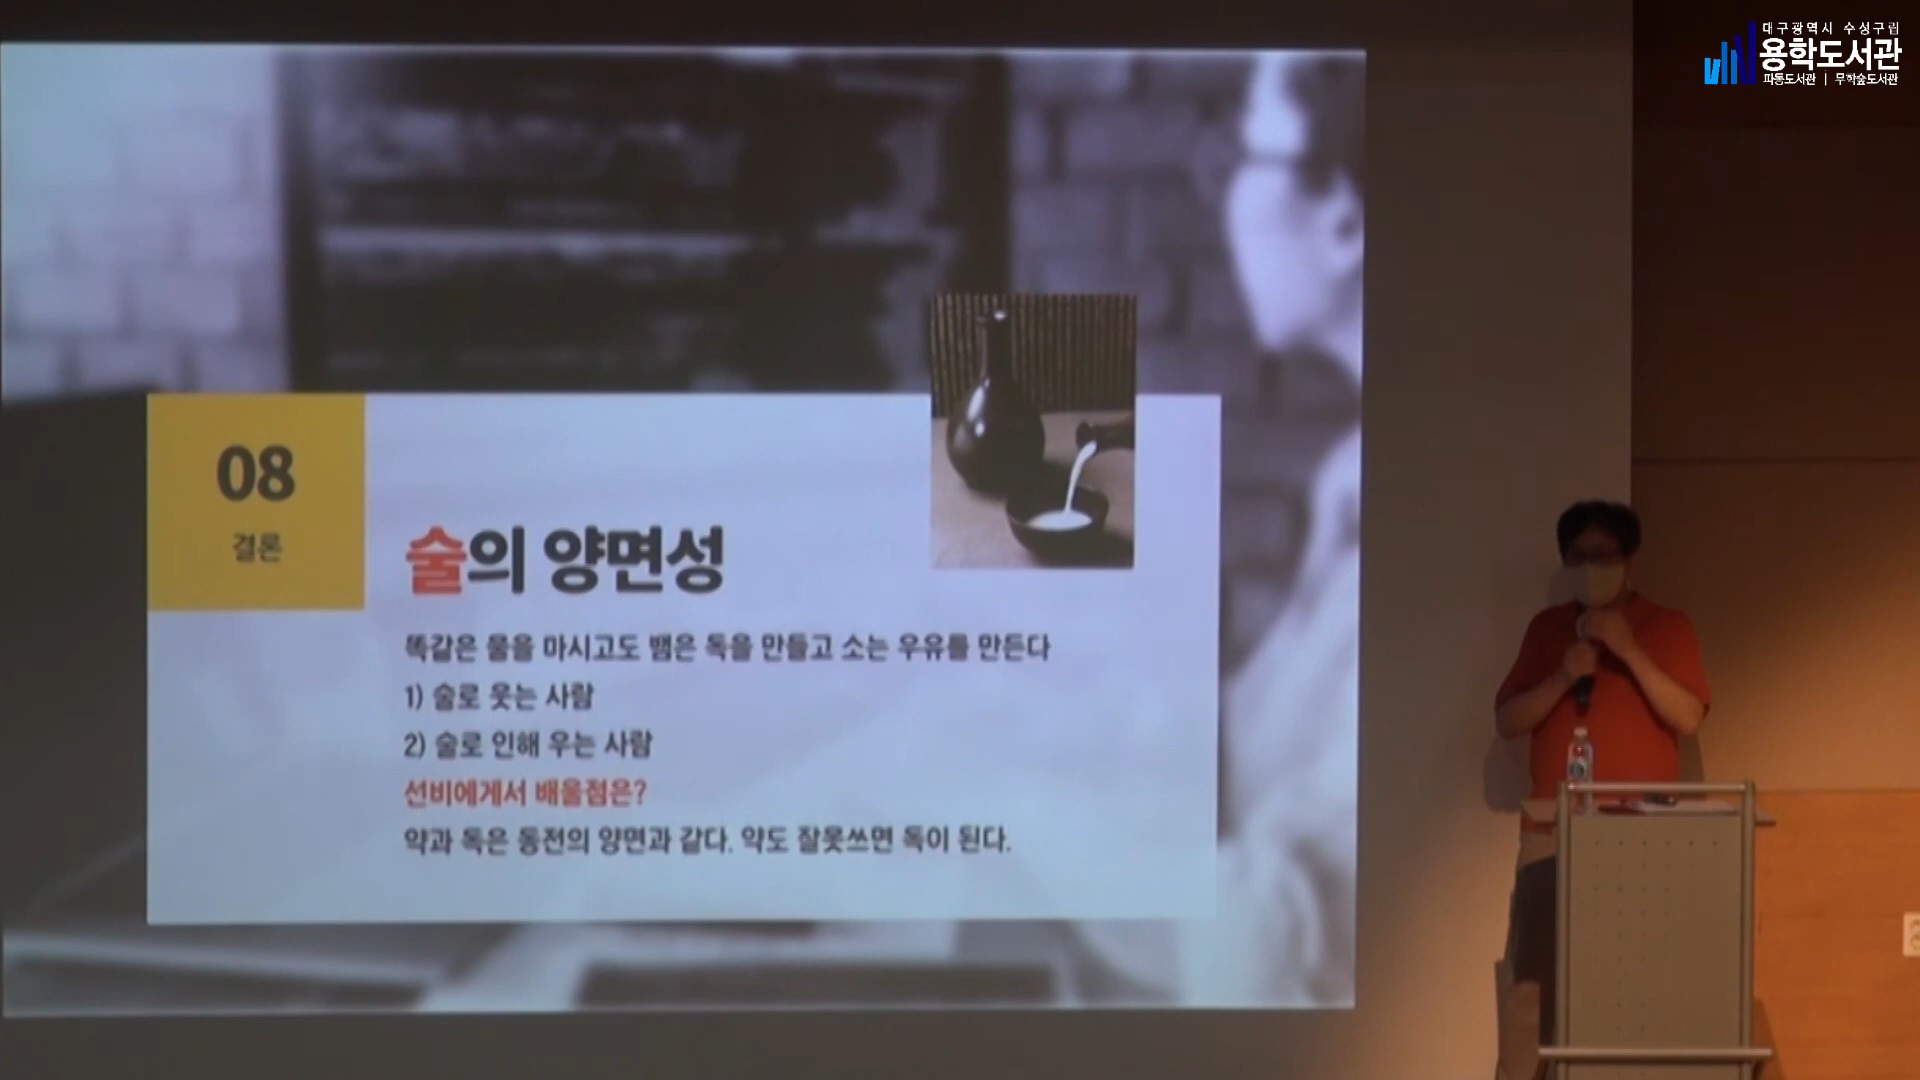 대구광역시 수성구립
용학도서관
파동도서관 | 무학숲도서관
08
결론
술의 양면성
똑같은 물을 마시고도 뱀은 독을 만들고 소는 우유를 만든다
1) 술로 웃는 사람
2) 술로 인해 우는 사람
선비에게서 배울점은?
약과 독은 동전의 양면과 같다. 약도 잘못쓰면 독이 된다.